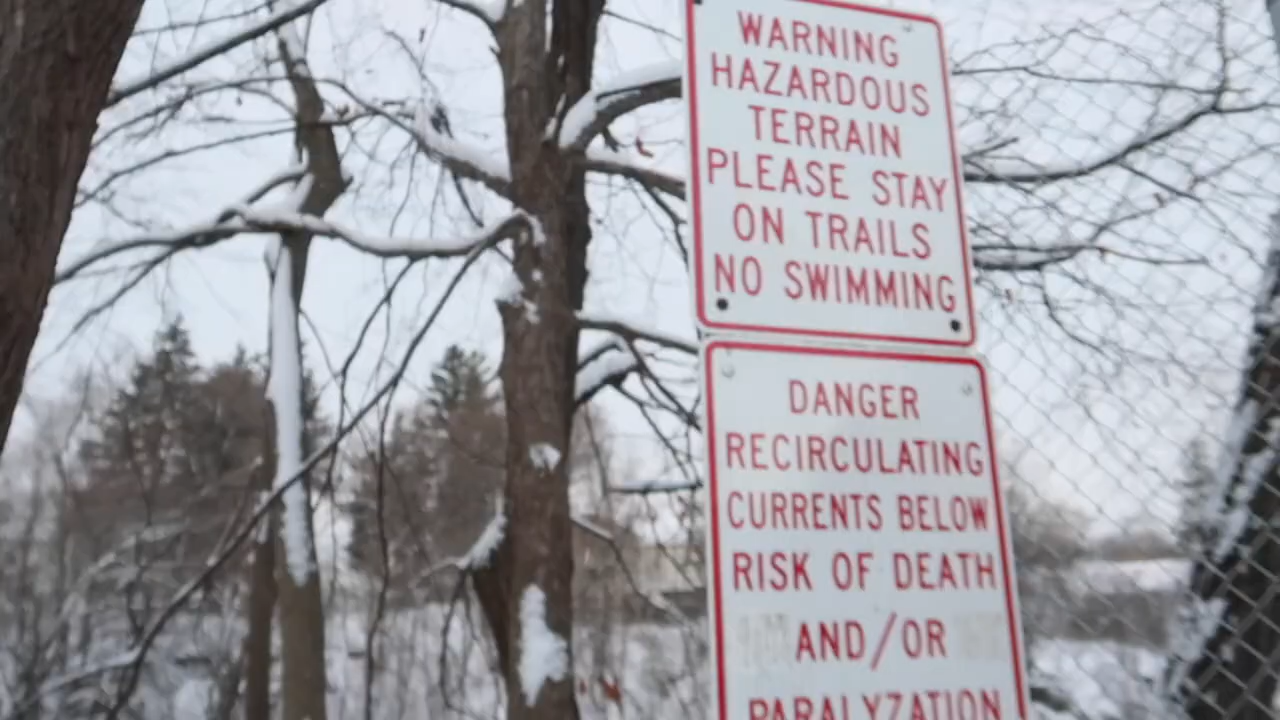 WARNING
HAZARDOUS
TERRAIN
PLEASE STAY
ON TRAILS
NO SWIMMING
DANGER
RECIRCULATING
CURRENTS BELOW
RISK OF DEATH
AND/OR
PARALYZATION